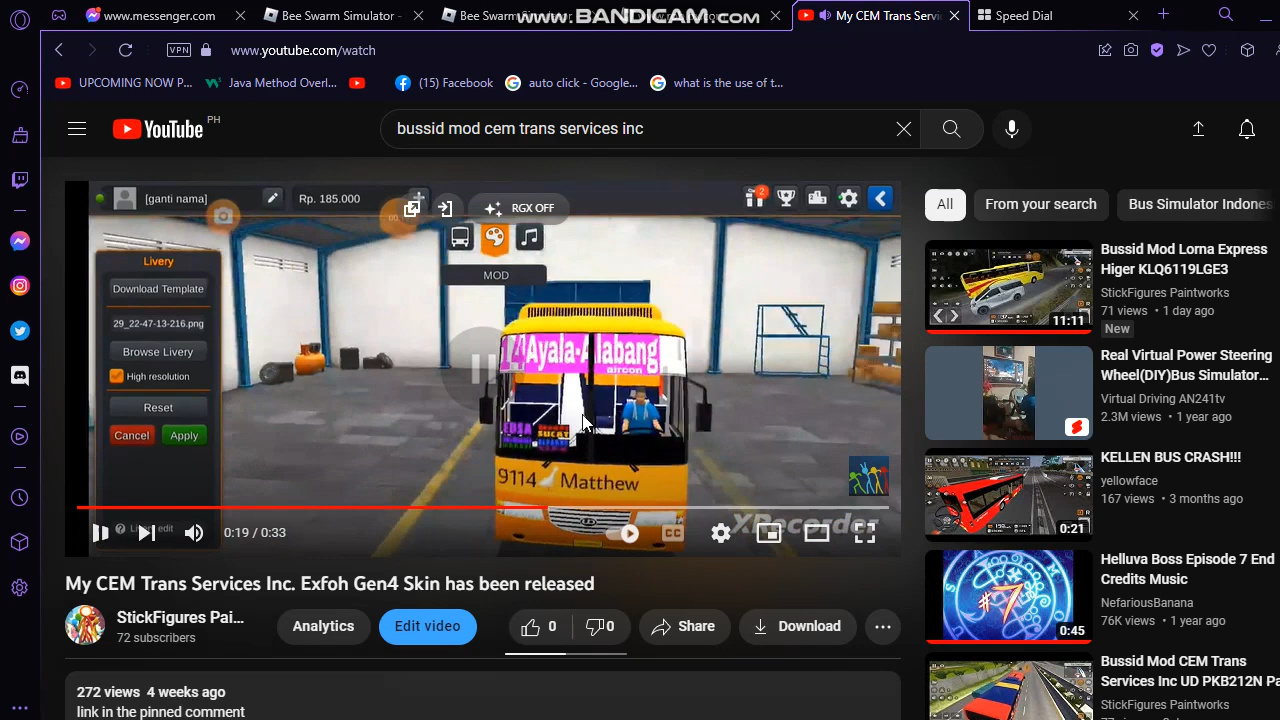 www.messenger.com
Bee Swarm Simulator -
Bee Swarm
www.BANDICAM.com
My CEM Trans Servi
Speed Dial
VPN
www.youtube.com/watch
UPCOMING NOW P...
Java Method Overl...
(15) Facebook
auto click - Google...
what is the use of t...
YouTube PH
bussid mod cem trans services inc
[ganti nama]
Rp. 185.000
2
RGX OFF
MOD
Livery
Download Template
29_22-47-13-216.png
Browse Livery
High resolution
Reset
Cancel
Apply
14 Ayala-Alabang
aircon
EDSA
SUCAT
9114 Matthew
XRecorder
0:19 / 0:33
CC
My CEM Trans Services Inc. Exfoh Gen4 Skin has been released
StickFigures Pai...
72 subscribers
Analytics
Edit video
0
0
Share
Download
272 views 4 weeks ago
link in the pinned comment
All
From your search
Bus Simulator Indones
Bussid Mod Lorna Express
Higer KLQ6119LGE3
StickFigures Paintworks
71 views • 1 day ago
New
11:11
Real Virtual Power Steering
Wheel(DIY)Bus Simulator...
Virtual Driving AN241tv
2.3M views • 1 year ago
KELLEN BUS CRASH!!!
yellowface
167 views • 3 months ago
0:21
Helluva Boss Episode 7 End
Credits Music
NefariousBanana
76K views • 1 year ago
#7
0:45
Bussid Mod CEM Trans
Services Inc UD PKB212N Pa
StickFigures Paintworks